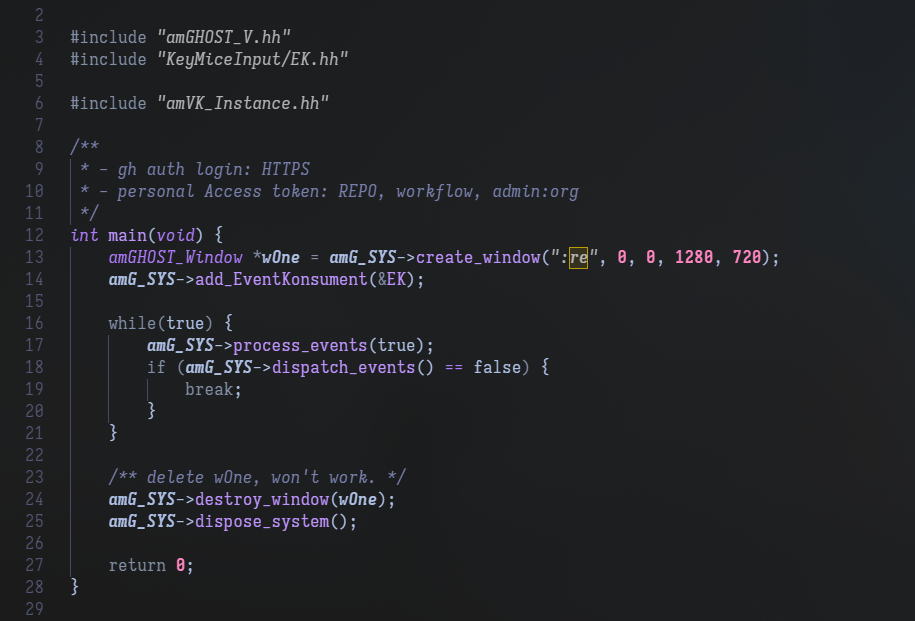 2
3 #include "amGHOST_V.hh"
4 #include "KeyMiceInput/EK.hh"
5
6 #include "amVK_Instance.hh"
7
8 /**
9  * - gh auth login: HTTPS
10  * - personal Access token: REPO, workflow, admin:org
11  */
12 int main(void) {
13     amGHOST_Window *wOne = amG_SYS->create_window(":re", 0, 0, 1280, 720);
14     amG_SYS->add_EventKonsument(&EK);
15
16     while(true) {
17         amG_SYS->process_events(true);
18         if (amG_SYS->dispatch_events() == false) {
19             break;
20         }
21     }
22
23     /** delete wOne, won't work. */
24     amG_SYS->destroy_window(wOne);
25     amG_SYS->dispose_system();
26
27     return 0;
28 }
29